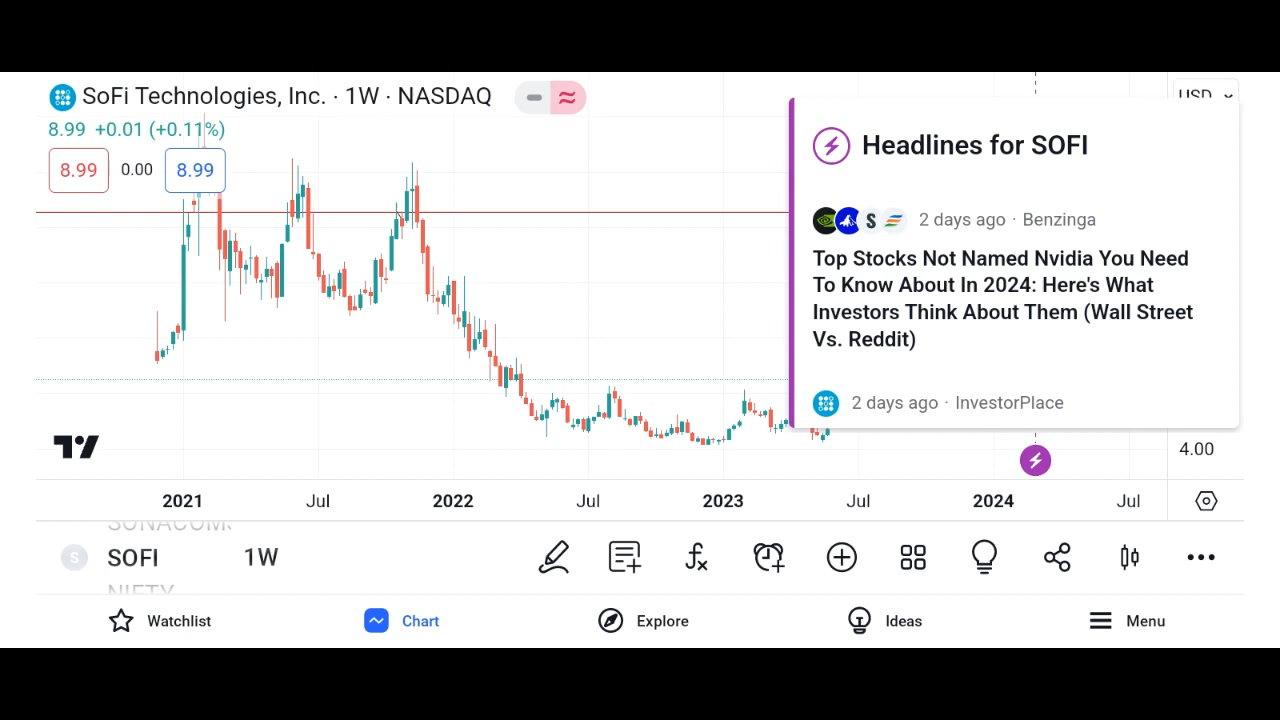 SoFi Technologies, Inc. · 1W · NASDAQ
USD
8.99 +0.01 (+0.11%)
8.99 0.00 8.99
Headlines for SOFI
2 days ago · Benzinga
Top Stocks Not Named Nvidia You Need
To Know About In 2024: Here's What
Investors Think About Them (Wall Street
Vs. Reddit)
2 days ago · InvestorPlace
4.00
2021 Jul 2022 Jul 2023 Jul 2024 Jul
S SOFI 1W
NIFTY
Watchlist Chart Explore Ideas Menu